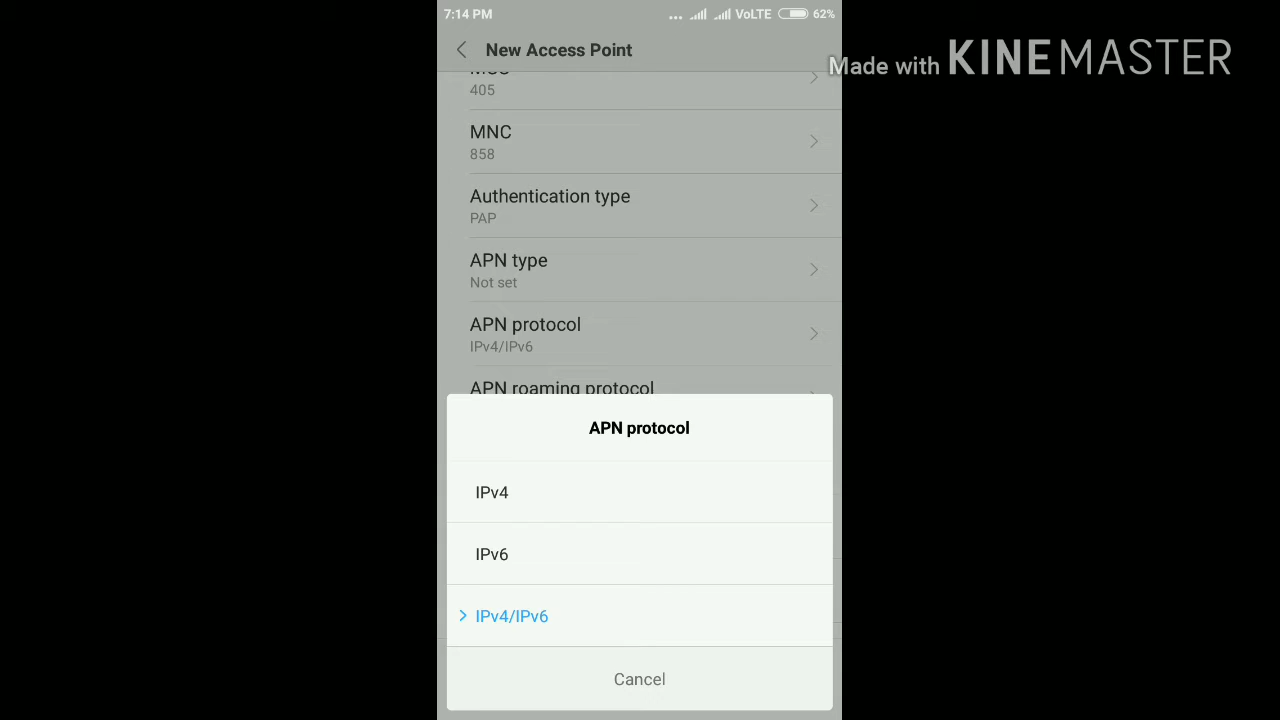 7:14 PM
... VoLTE 62%
New Access Point
Made with KINEMASTER
405
MNC
858
Authentication type
PAP
APN type
Not set
APN protocol
IPv4/IPv6
APN roaming protocol
APN protocol
IPv4
IPv6
IPv4/IPv6
Cancel